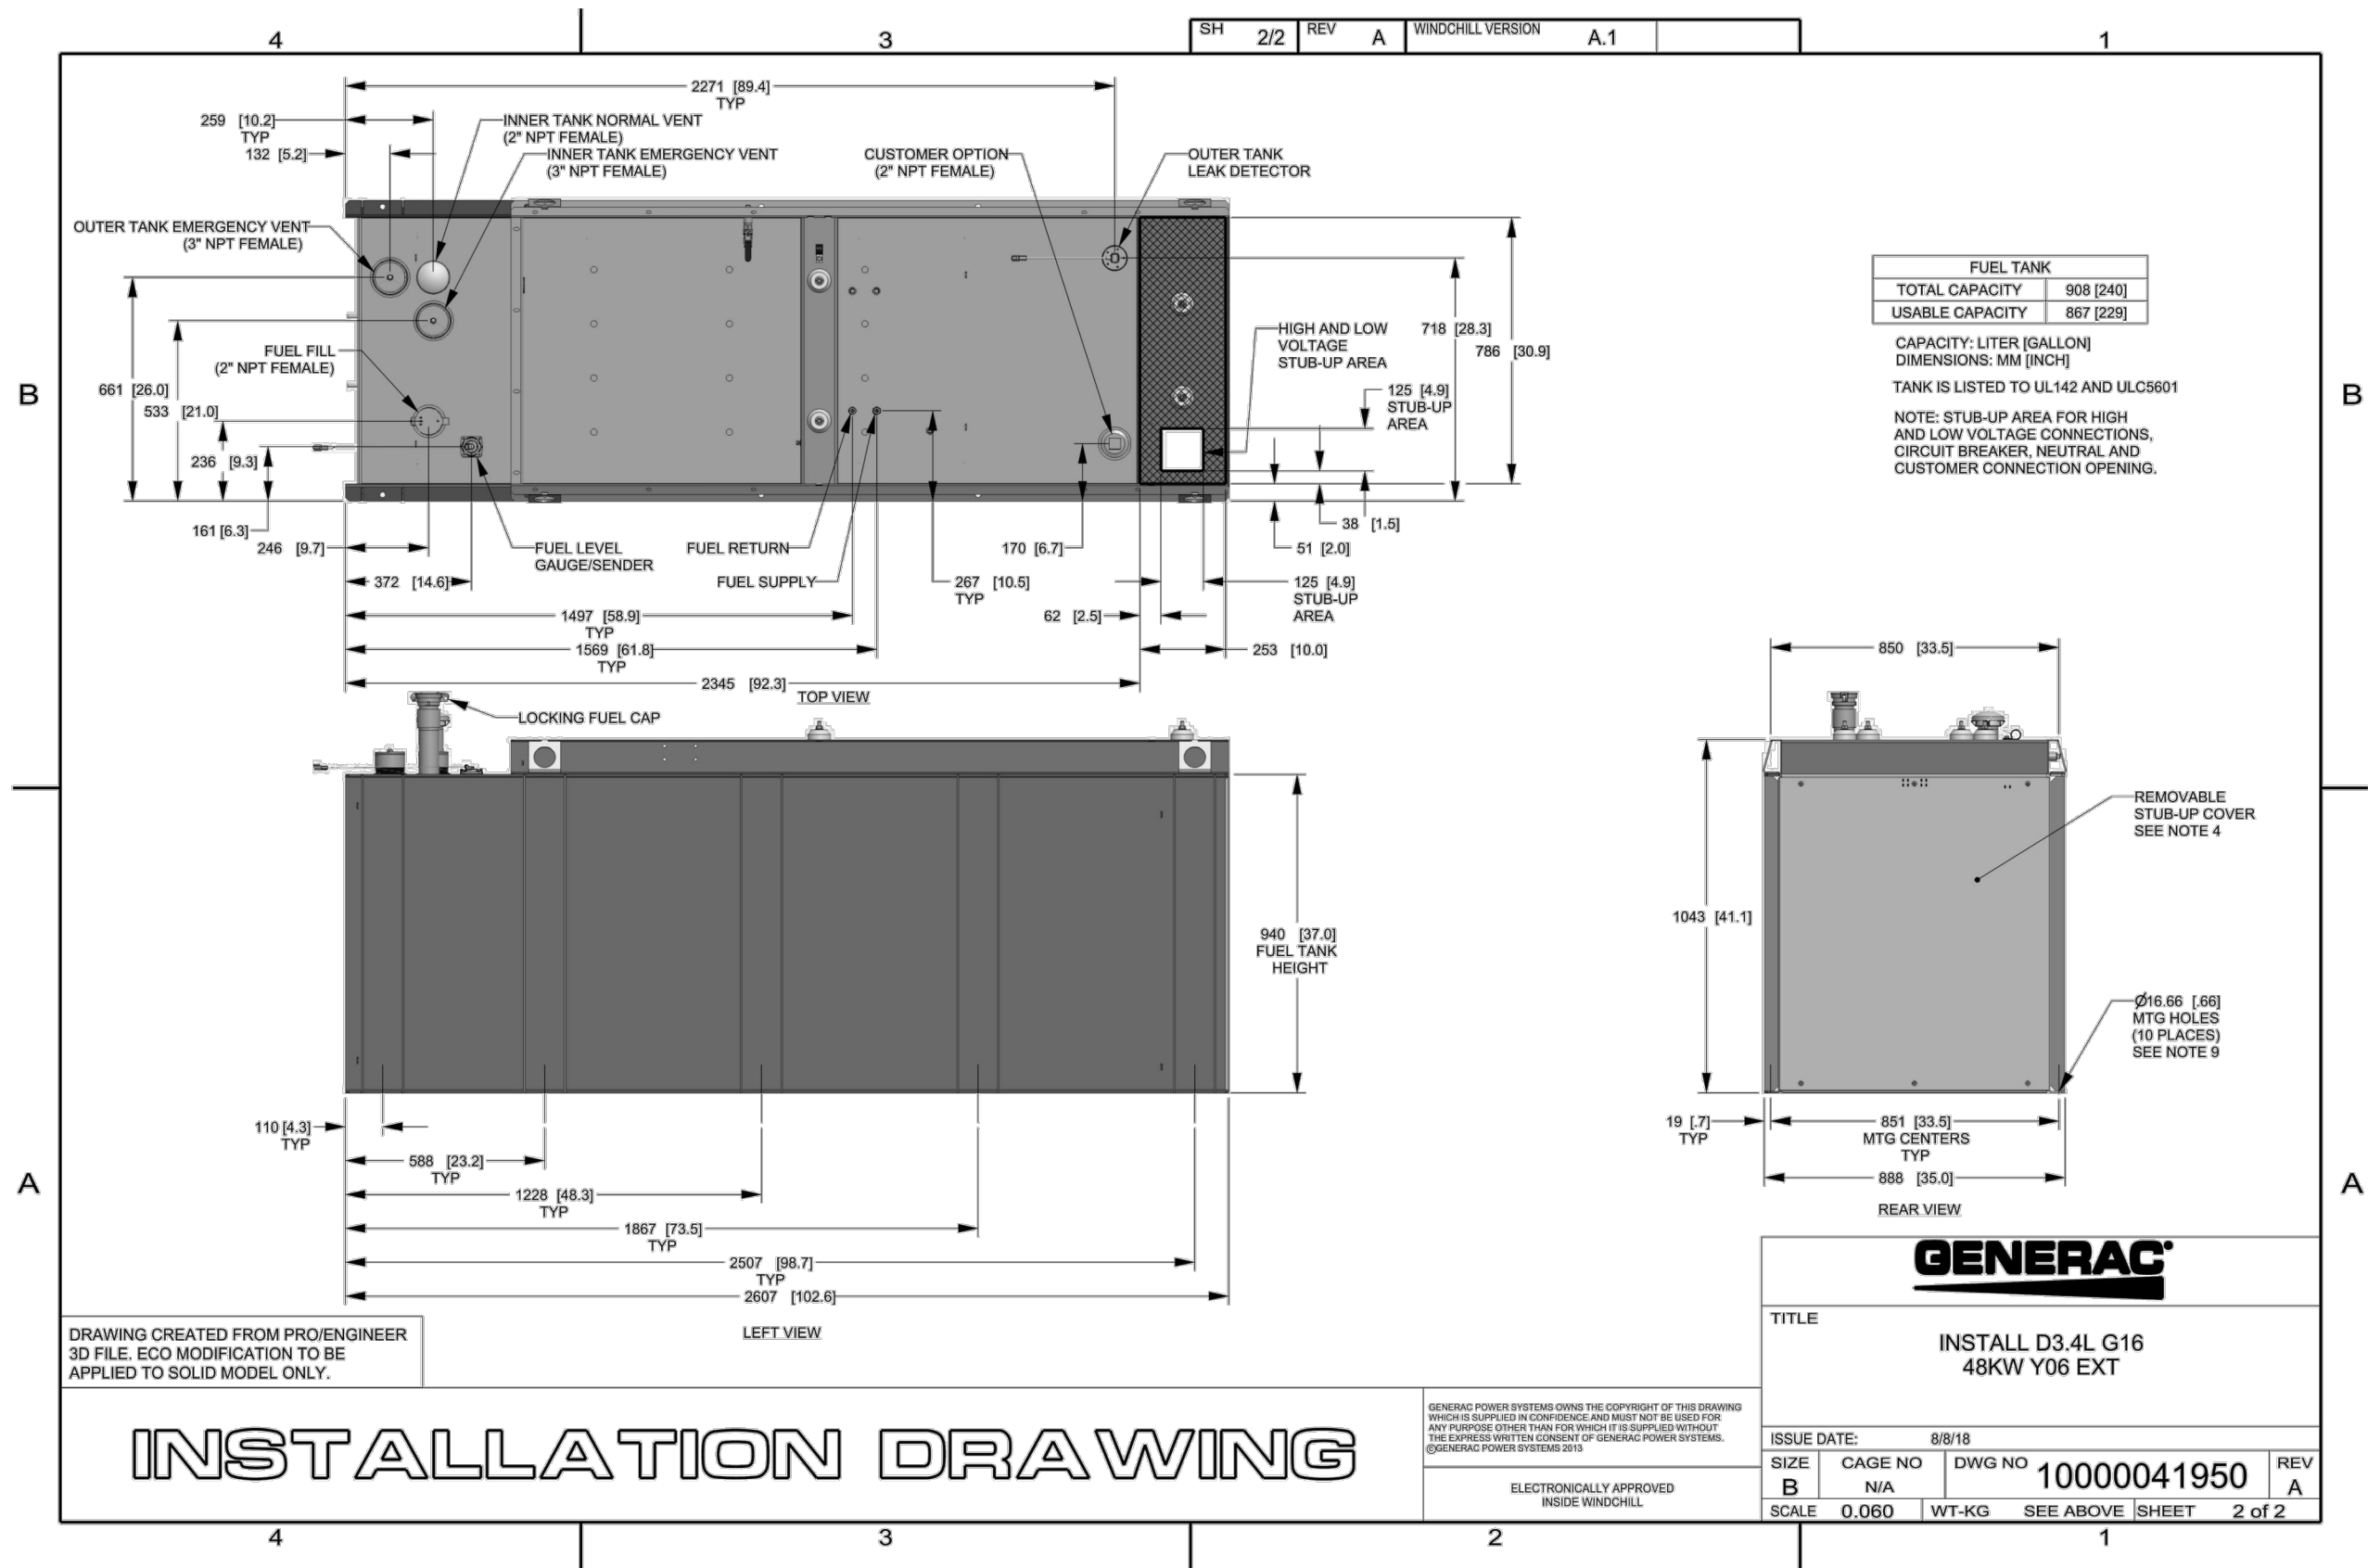 4
3
SH 2/2 REV A WINDCHILL VERSION A.1
1
2271 [89.4]
TYP
259 [10.2]
TYP
132 [5.2]
INNER TANK NORMAL VENT
(2" NPT FEMALE)
INNER TANK EMERGENCY VENT
(3" NPT FEMALE)
CUSTOMER OPTION
(2" NPT FEMALE)
OUTER TANK
LEAK DETECTOR
OUTER TANK EMERGENCY VENT
(3" NPT FEMALE)
FUEL FILL
(2" NPT FEMALE)
661 [26.0]
533 [21.0]
236 [9.3]
161 [6.3]
246 [9.7]
372 [14.6]
FUEL LEVEL
GAUGE/SENDER
FUEL RETURN
FUEL SUPPLY
1497 [58.9]
TYP
1569 [61.8]
TYP
2345 [92.3]
267 [10.5]
TYP
170 [6.7]
62 [2.5]
HIGH AND LOW
VOLTAGE
STUB-UP AREA
718 [28.3]
786 [30.9]
125 [4.9]
STUB-UP
AREA
38 [1.5]
51 [2.0]
125 [4.9]
STUB-UP
AREA
253 [10.0]
TOP VIEW
FUEL TANK
TOTAL CAPACITY 908 [240]
USABLE CAPACITY 867 [229]
CAPACITY: LITER [GALLON]
DIMENSIONS: MM [INCH]
TANK IS LISTED TO UL142 AND ULC5601
NOTE: STUB-UP AREA FOR HIGH
AND LOW VOLTAGE CONNECTIONS,
CIRCUIT BREAKER, NEUTRAL AND
CUSTOMER CONNECTION OPENING.
B
B
LOCKING FUEL CAP
940 [37.0]
FUEL TANK
HEIGHT
110 [4.3]
TYP
588 [23.2]
TYP
1228 [48.3]
TYP
1867 [73.5]
TYP
2507 [98.7]
TYP
2607 [102.6]
LEFT VIEW
850 [33.5]
REMOVABLE
STUB-UP COVER
SEE NOTE 4
1043 [41.1]
Ø16.66 [.66]
MTG HOLES
(10 PLACES)
SEE NOTE 9
19 [.7]
TYP
851 [33.5]
MTG CENTERS
TYP
888 [35.0]
REAR VIEW
A
A
DRAWING CREATED FROM PRO/ENGINEER
3D FILE. ECO MODIFICATION TO BE
APPLIED TO SOLID MODEL ONLY.
INSTALLATION DRAWING
GENERAC POWER SYSTEMS OWNS THE COPYRIGHT OF THIS DRAWING
WHICH IS SUPPLIED IN CONFIDENCE AND MUST NOT BE USED FOR
ANY PURPOSE OTHER THAN FOR WHICH IT IS SUPPLIED WITHOUT
THE EXPRESS WRITTEN CONSENT OF GENERAC POWER SYSTEMS.
©GENERAC POWER SYSTEMS 2013
ELECTRONICALLY APPROVED
INSIDE WINDCHILL
GENERAC
TITLE
INSTALL D3.4L G16
48KW Y06 EXT
ISSUE DATE: 8/8/18
SIZE B
CAGE NO N/A
DWG NO 10000041950
REV A
SCALE 0.060 WT-KG SEE ABOVE SHEET 2 of 2
4
3
2
1